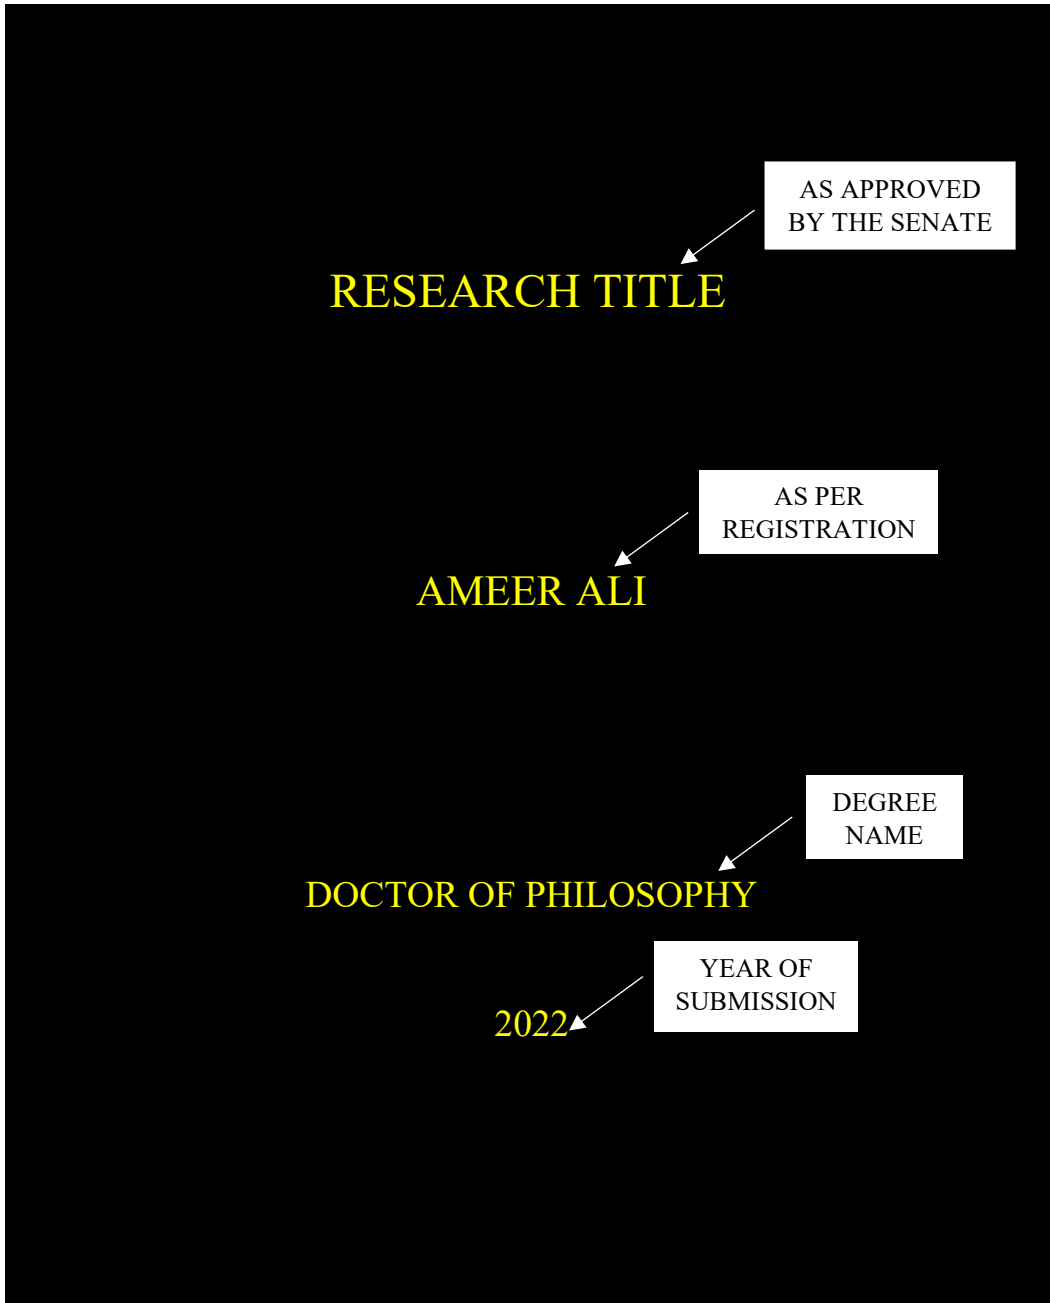 AS APPROVED
BY THE SENATE
RESEARCH TITLE
AS PER
REGISTRATION
AMEER ALI
DEGREE
NAME
DOCTOR OF PHILOSOPHY
YEAR OF
SUBMISSION
2022